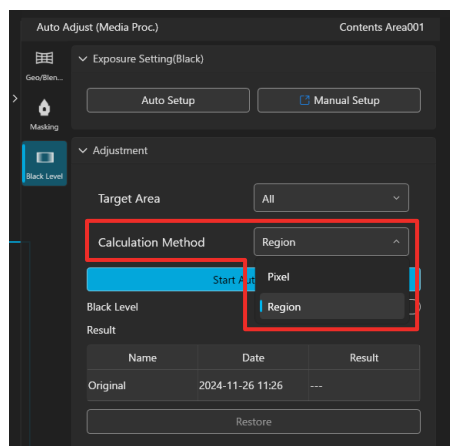 Auto Adjust (Media Proc.) Contents Area001
Geo/Blen...
Masking
Black Level
Exposure Setting(Black)
Auto Setup Manual Setup
Adjustment
Target Area All
Calculation Method Region
Pixel
Region
Start Aut
Black Level
Result
Name Date Result
Original 2024-11-26 11:26 ---
Restore